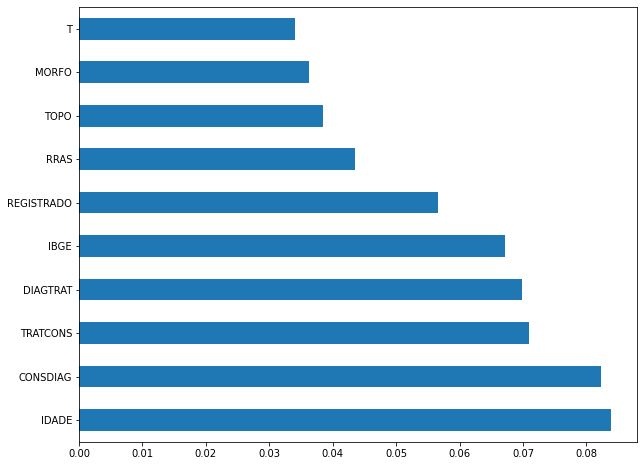 T
MORFO
TOPO
RRAS
REGISTRADO
IBGE
DIAGTRAT
TRATCONS
CONSDIAG
IDADE
0.00 0.01 0.02 0.03 0.04 0.05 0.06 0.07 0.08